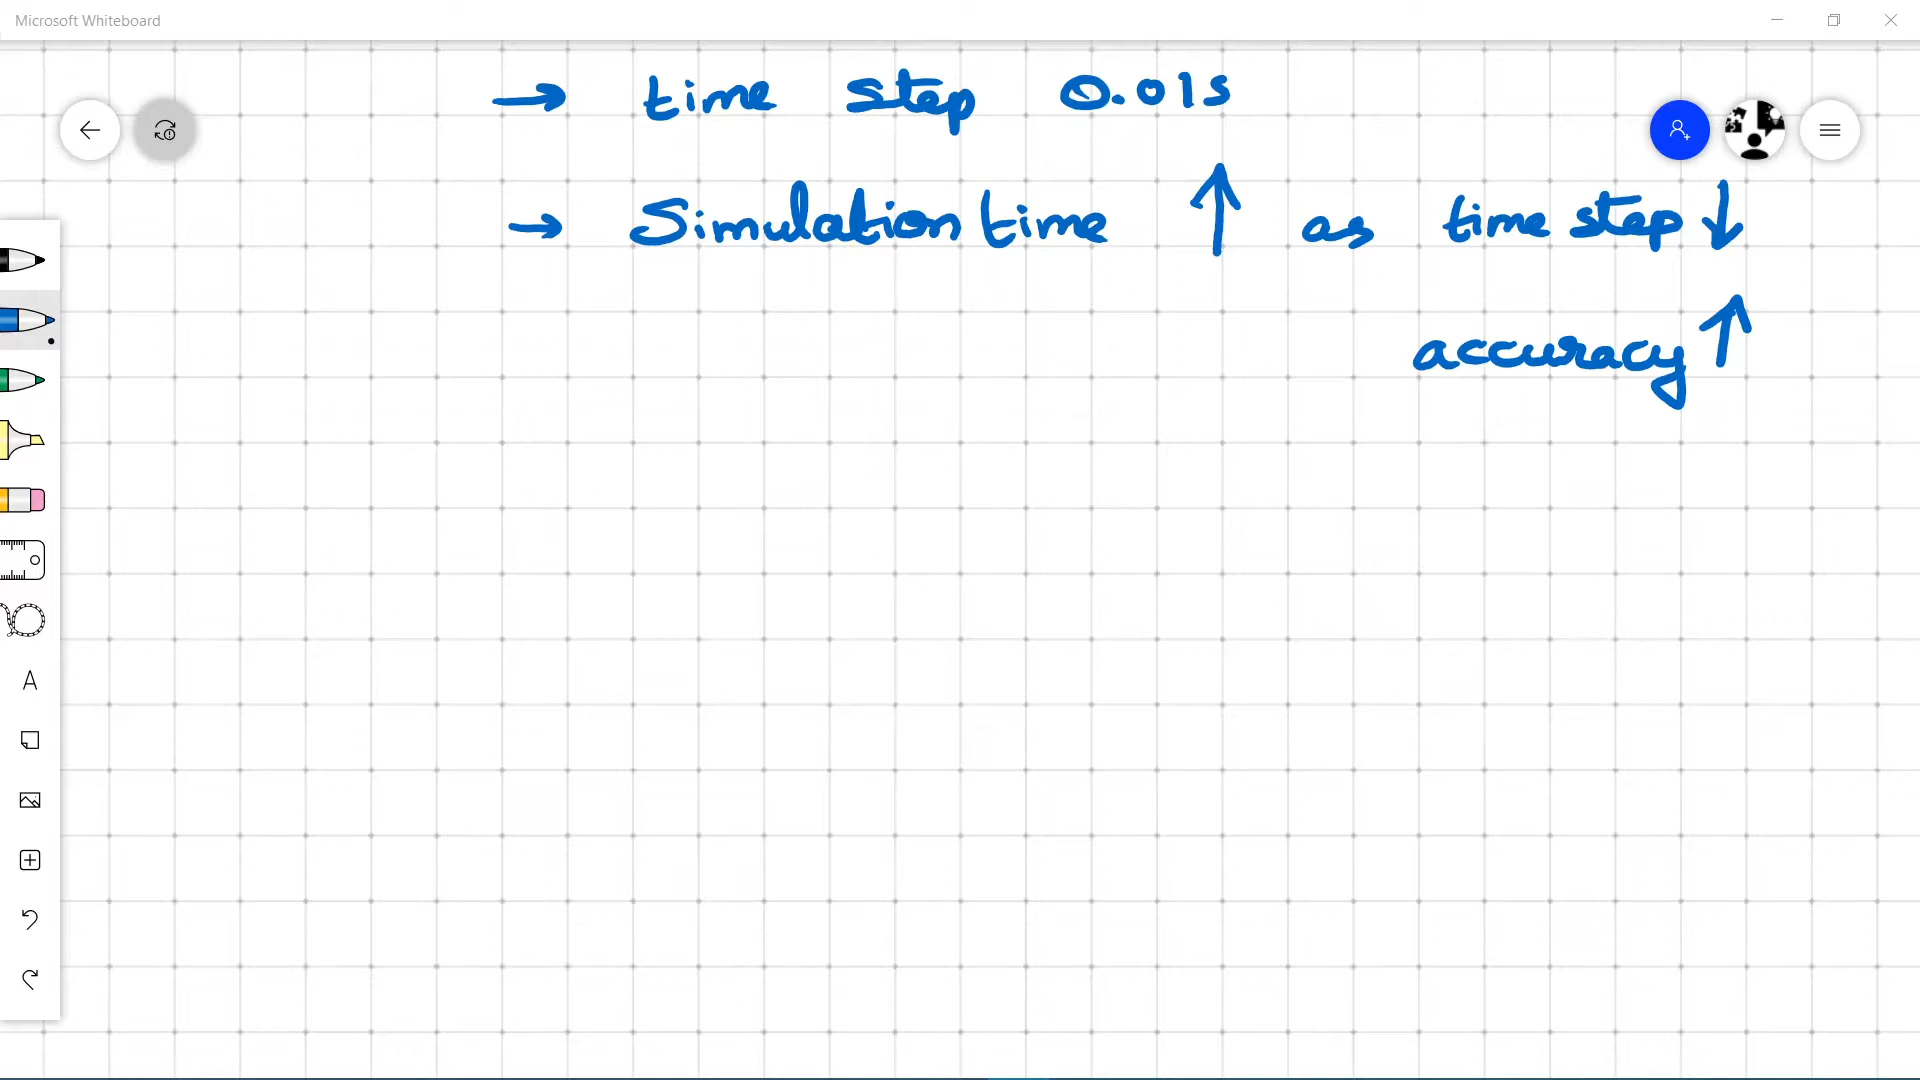 Microsoft Whiteboard
→ time step 0.01s
→ Simulation time ↑ as time step ↓
accuracy ↑
A